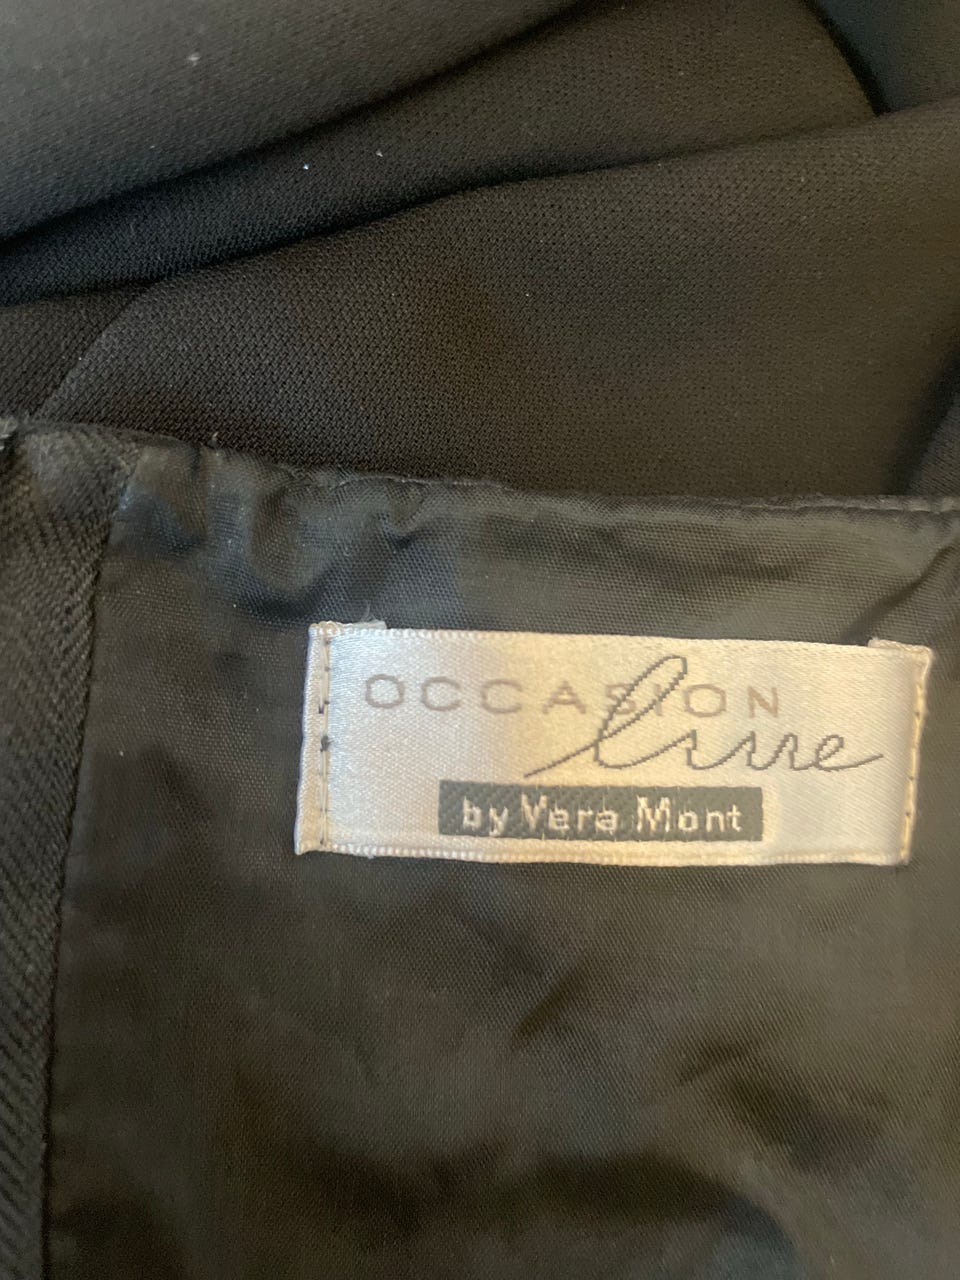 OCCASION
line
by Vera Mont